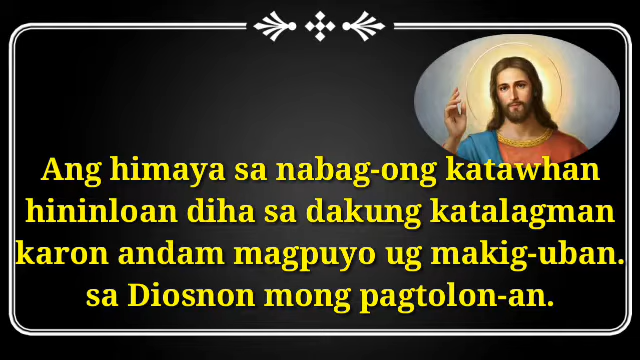 Ang himaya sa nabag-ong katawhan
hininloan diha sa dakung katalagman
karon andam magpuyo ug makig-uban.
sa Diosnon mong pagtolon-an.